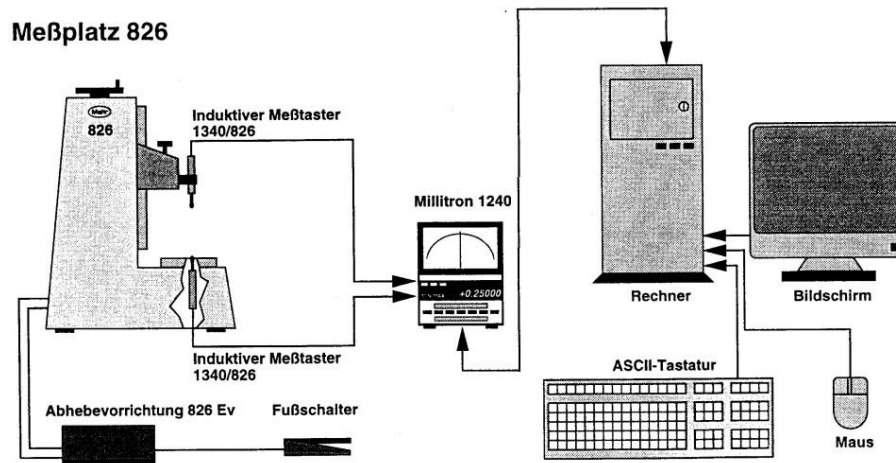 Meßplatz 826
Mahr
826
Induktiver Meßtaster
1340/826
Millitron 1240
+0.25000
Induktiver Meßtaster
1340/826
Rechner
Bildschirm
ASCII-Tastatur
Maus
Abhebevorrichtung 826 Ev
Fußschalter